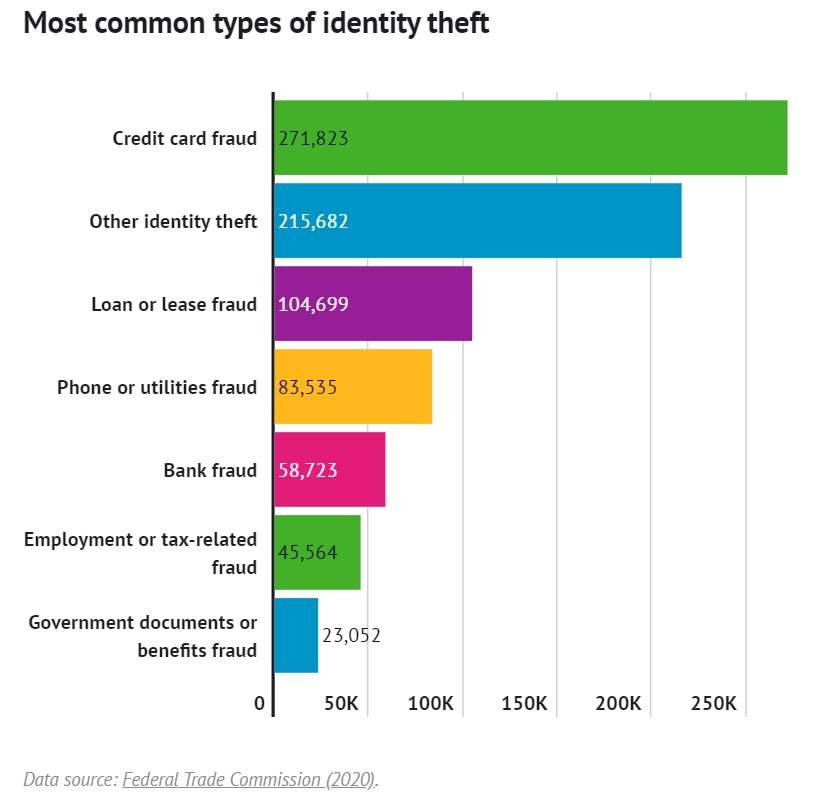 Most common types of identity theft
Credit card fraud 271,823
Other identity theft 215,682
Loan or lease fraud 104,699
Phone or utilities fraud 83,535
Bank fraud 58,723
Employment or tax-related
fraud 45,564
Government documents or
benefits fraud 23,052
0 50K 100K 150K 200K 250K
Data source: Federal Trade Commission (2020).